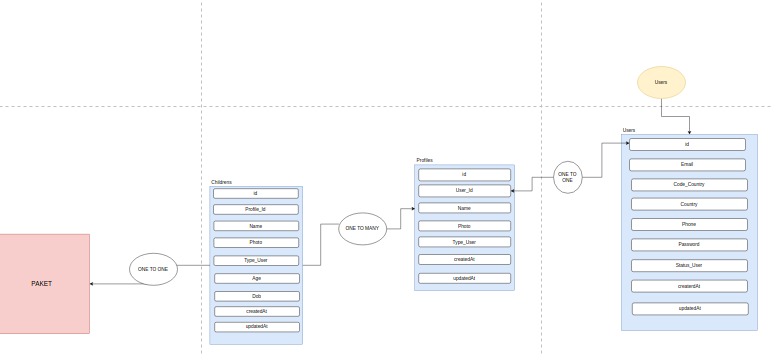 Users
Users
id
Email
Code_Country
Country
Phone
Password
Status_User
createrdAt
updatedAt
ONE TO
ONE
Profiles
id
User_Id
Name
Photo
Type_User
createdAt
updatedAt
ONE TO MANY
Childrens
id
Profile_Id
Name
Photo
Type_User
Age
Dob
createdAt
updatedAt
ONE TO ONE
PAKET